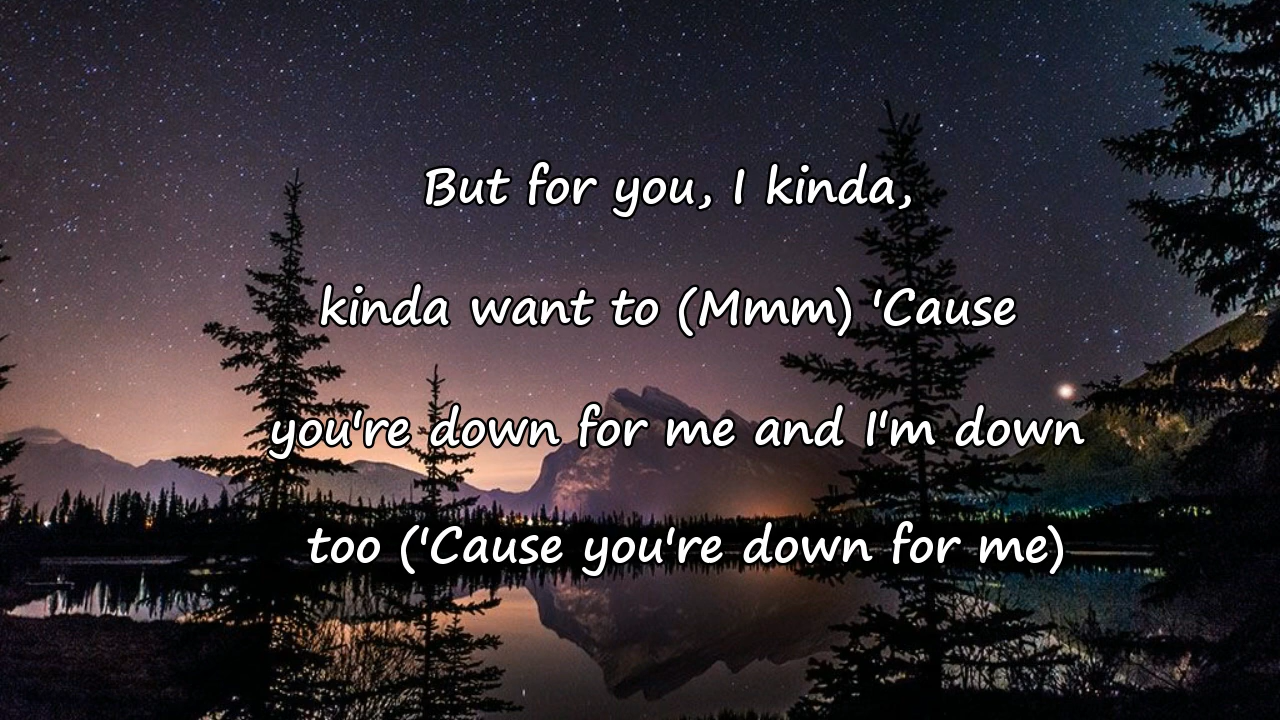 But for you, I kinda,
kinda want to (Mmm) 'Cause
you're down for me and I'm down
too ('Cause you're down for me)